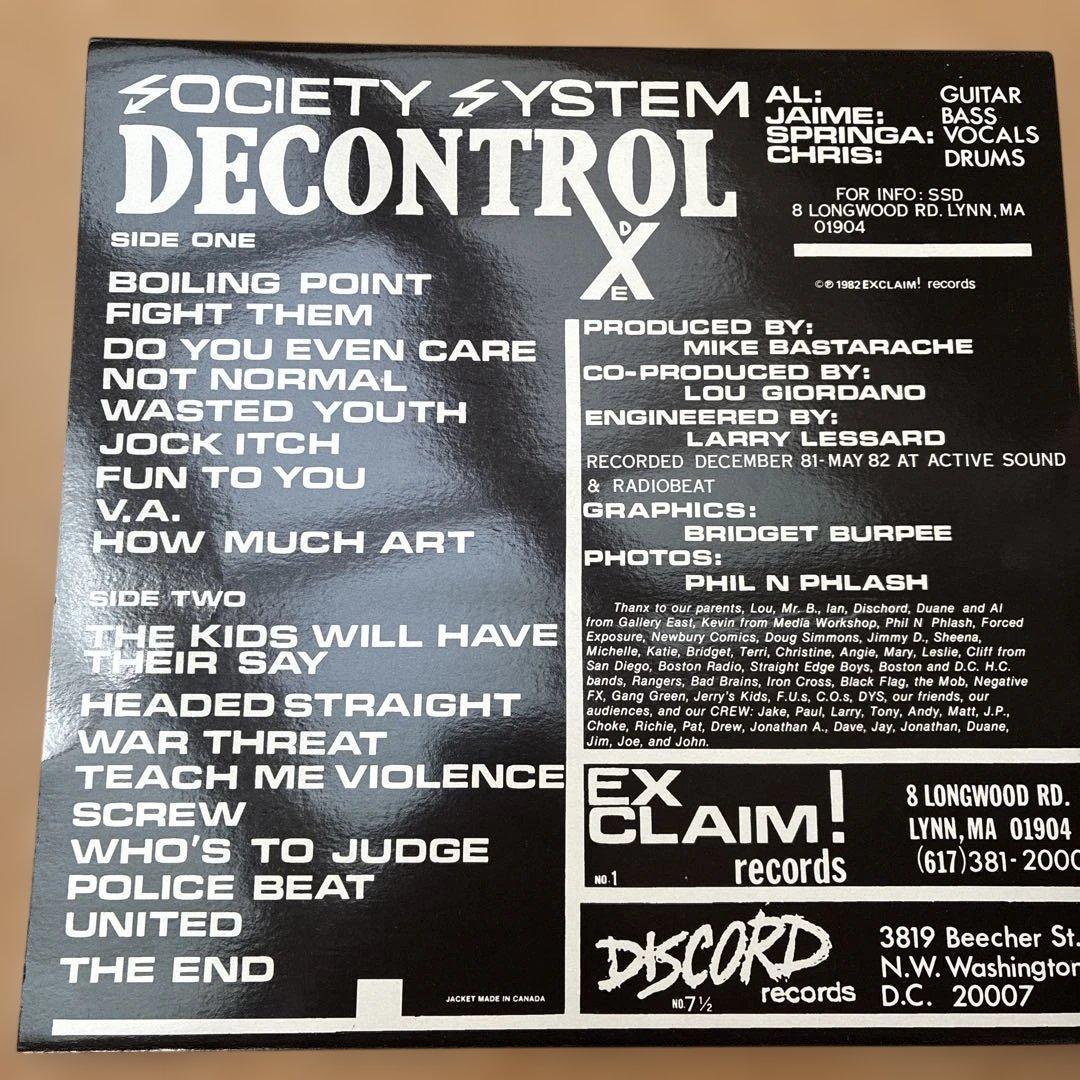 SOCIETY SYSTEM
DECONTROL
D
X
E
SIDE ONE
BOILING POINT
FIGHT THEM
DO YOU EVEN CARE
NOT NORMAL
WASTED YOUTH
JOCK ITCH
FUN TO YOU
V.A.
HOW MUCH ART
SIDE TWO
THE KIDS WILL HAVE
THEIR SAY
HEADED STRAIGHT
WAR THREAT
TEACH ME VIOLENCE
SCREW
WHO'S TO JUDGE
POLICE BEAT
UNITED
THE END
JACKET MADE IN CANADA
AL: GUITAR
JAIME: BASS
SPRINGA: VOCALS
CHRIS: DRUMS
FOR INFO: SSD
8 LONGWOOD RD. LYNN, MA
01904
©℗ 1982 EXCLAIM! records
PRODUCED BY:
MIKE BASTARACHE
CO-PRODUCED BY:
LOU GIORDANO
ENGINEERED BY:
LARRY LESSARD
RECORDED DECEMBER 81-MAY 82 AT ACTIVE SOUND
& RADIOBEAT
GRAPHICS:
BRIDGET BURPEE
PHOTOS:
PHIL N PHLASH
Thanx to our parents, Lou, Mr. B., Ian, Dischord, Duane and Al
from Gallery East, Kevin from Media Workshop, Phil N Phlash, Forced
Exposure, Newbury Comics, Doug Simmons, Jimmy D., Sheena,
Michelle, Katie, Bridget, Terri, Christine, Angie, Mary, Leslie, Cliff from
San Diego, Boston Radio, Straight Edge Boys, Boston and D.C. H.C.
bands, Rangers, Bad Brains, Iron Cross, Black Flag, the Mob, Negative
FX, Gang Green, Jerry's Kids, F.U.s, C.O.s, DYS, our friends, our
audiences, and our CREW: Jake, Paul, Larry, Tony, Andy, Matt, J.P.,
Choke, Richie, Pat, Drew, Jonathan A., Dave, Jay, Jonathan, Duane,
Jim, Joe, and John.
EX
CLAIM!
records
NO. 1
8 LONGWOOD RD.
LYNN, MA 01904
(617) 381-2000
DISCORD
records
NO. 7 ½
3819 Beecher St.
N.W. Washington
D.C. 20007